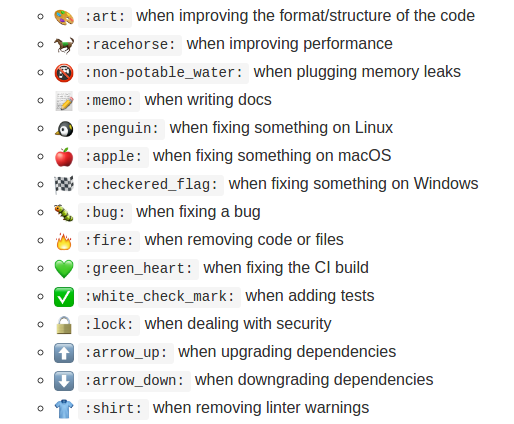 :art: when improving the format/structure of the code
:racehorse: when improving performance
:non-potable_water: when plugging memory leaks
:memo: when writing docs
:penguin: when fixing something on Linux
:apple: when fixing something on macOS
:checkered_flag: when fixing something on Windows
:bug: when fixing a bug
:fire: when removing code or files
:green_heart: when fixing the CI build
:white_check_mark: when adding tests
:lock: when dealing with security
:arrow_up: when upgrading dependencies
:arrow_down: when downgrading dependencies
:shirt: when removing linter warnings